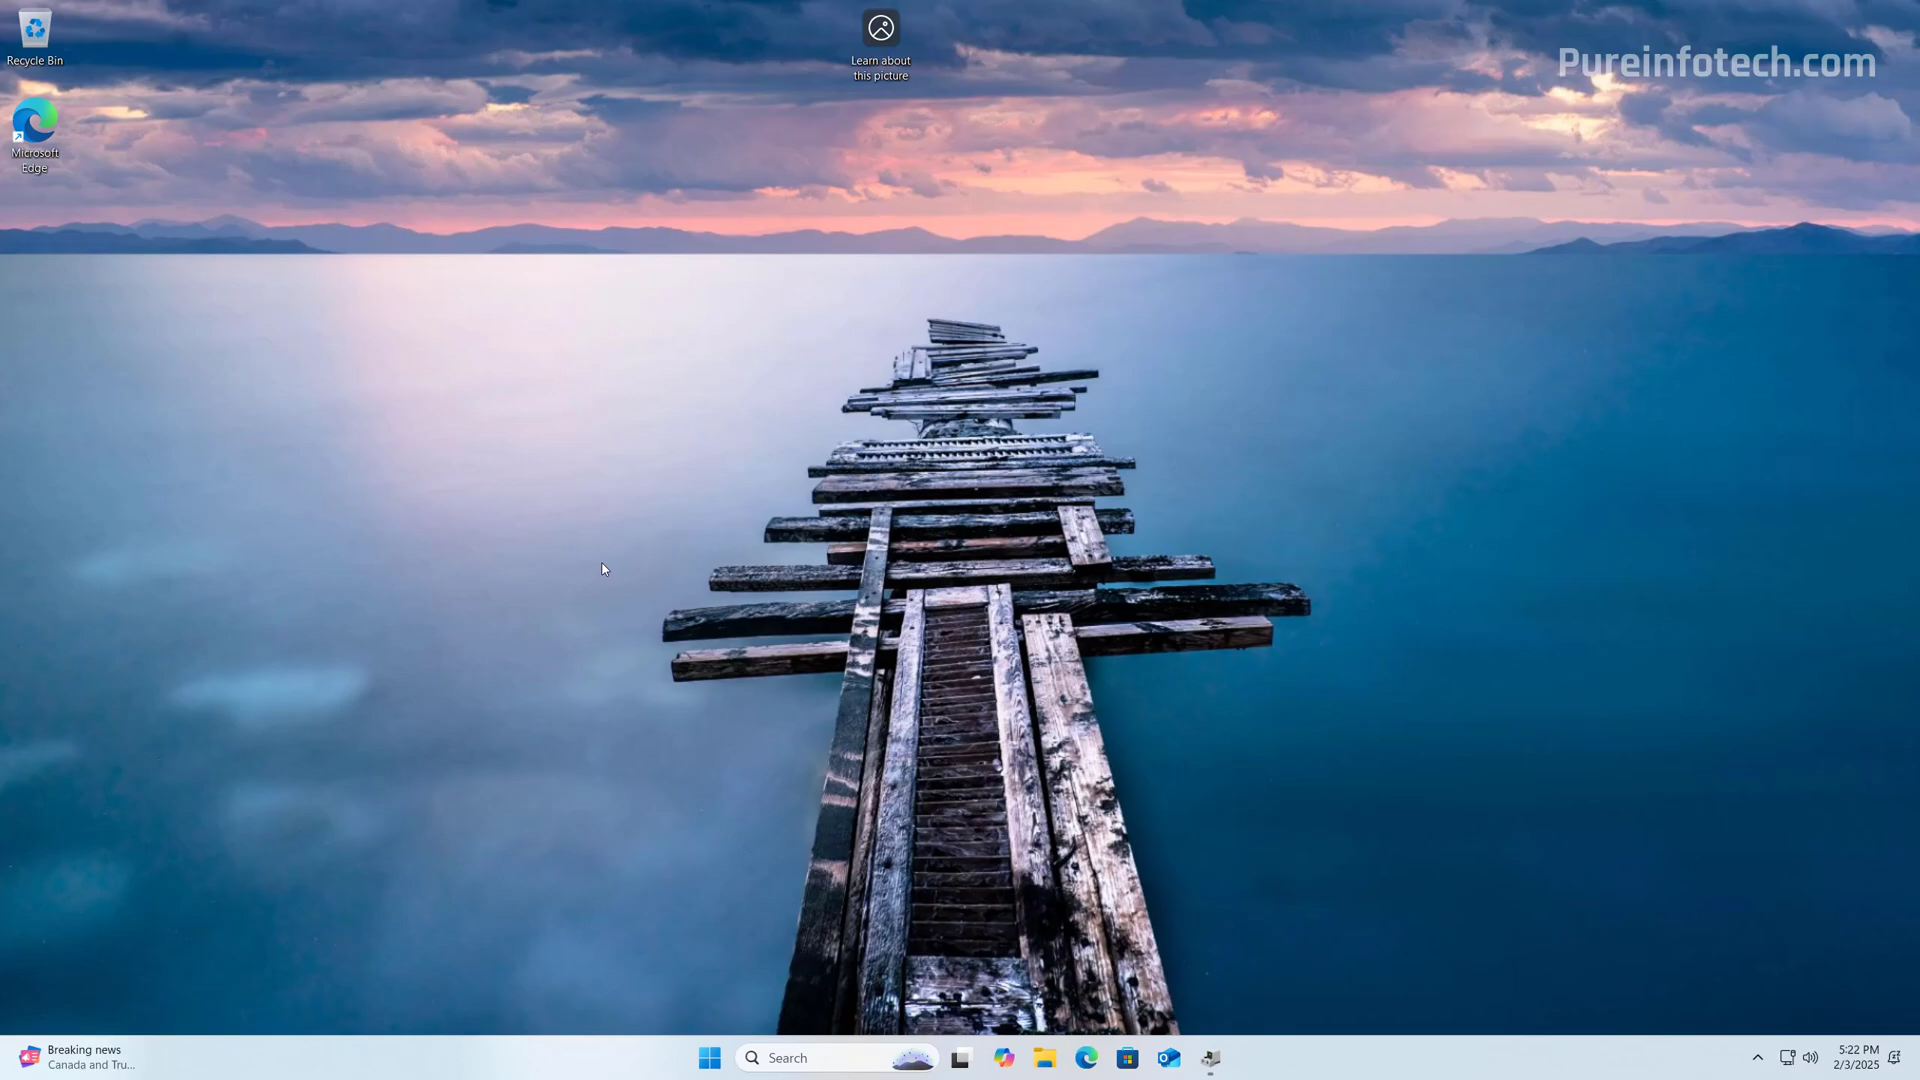 Recycle Bin
Learn about
this picture
Pureinfotech.com
Microsoft
Edge
Breaking news
Canada and Tru...
Search
5:22 PM
2/3/2025